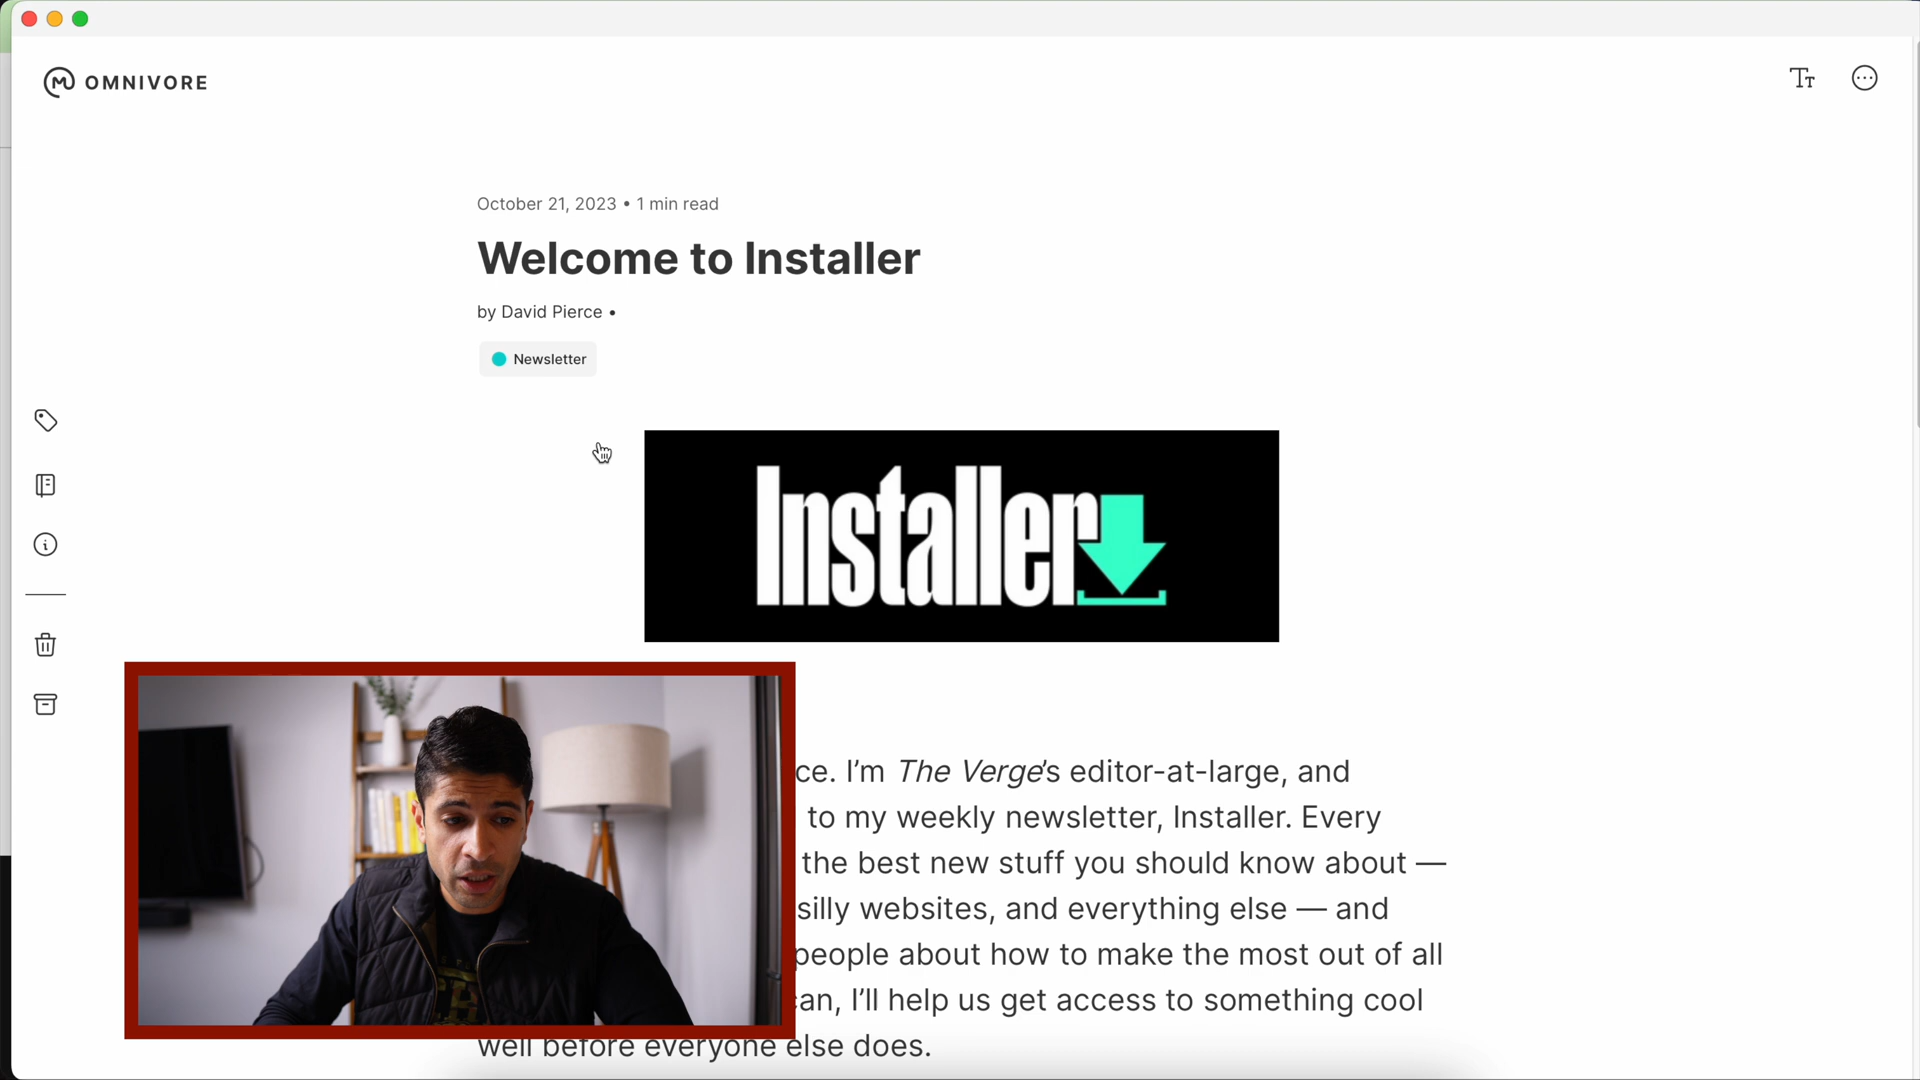 OMNIVORE
October 21, 2023 • 1 min read
Welcome to Installer
by David Pierce •
Newsletter
Installer
ce. I’m The Verge’s editor-at-large, and
to my weekly newsletter, Installer. Every
the best new stuff you should know about —
silly websites, and everything else — and
people about how to make the most out of all
can, I’ll help us get access to something cool
well before everyone else does.